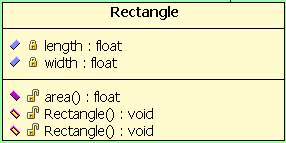 Rectangle
length : float
width : float
area() : float
Rectangle() : void
Rectangle() : void